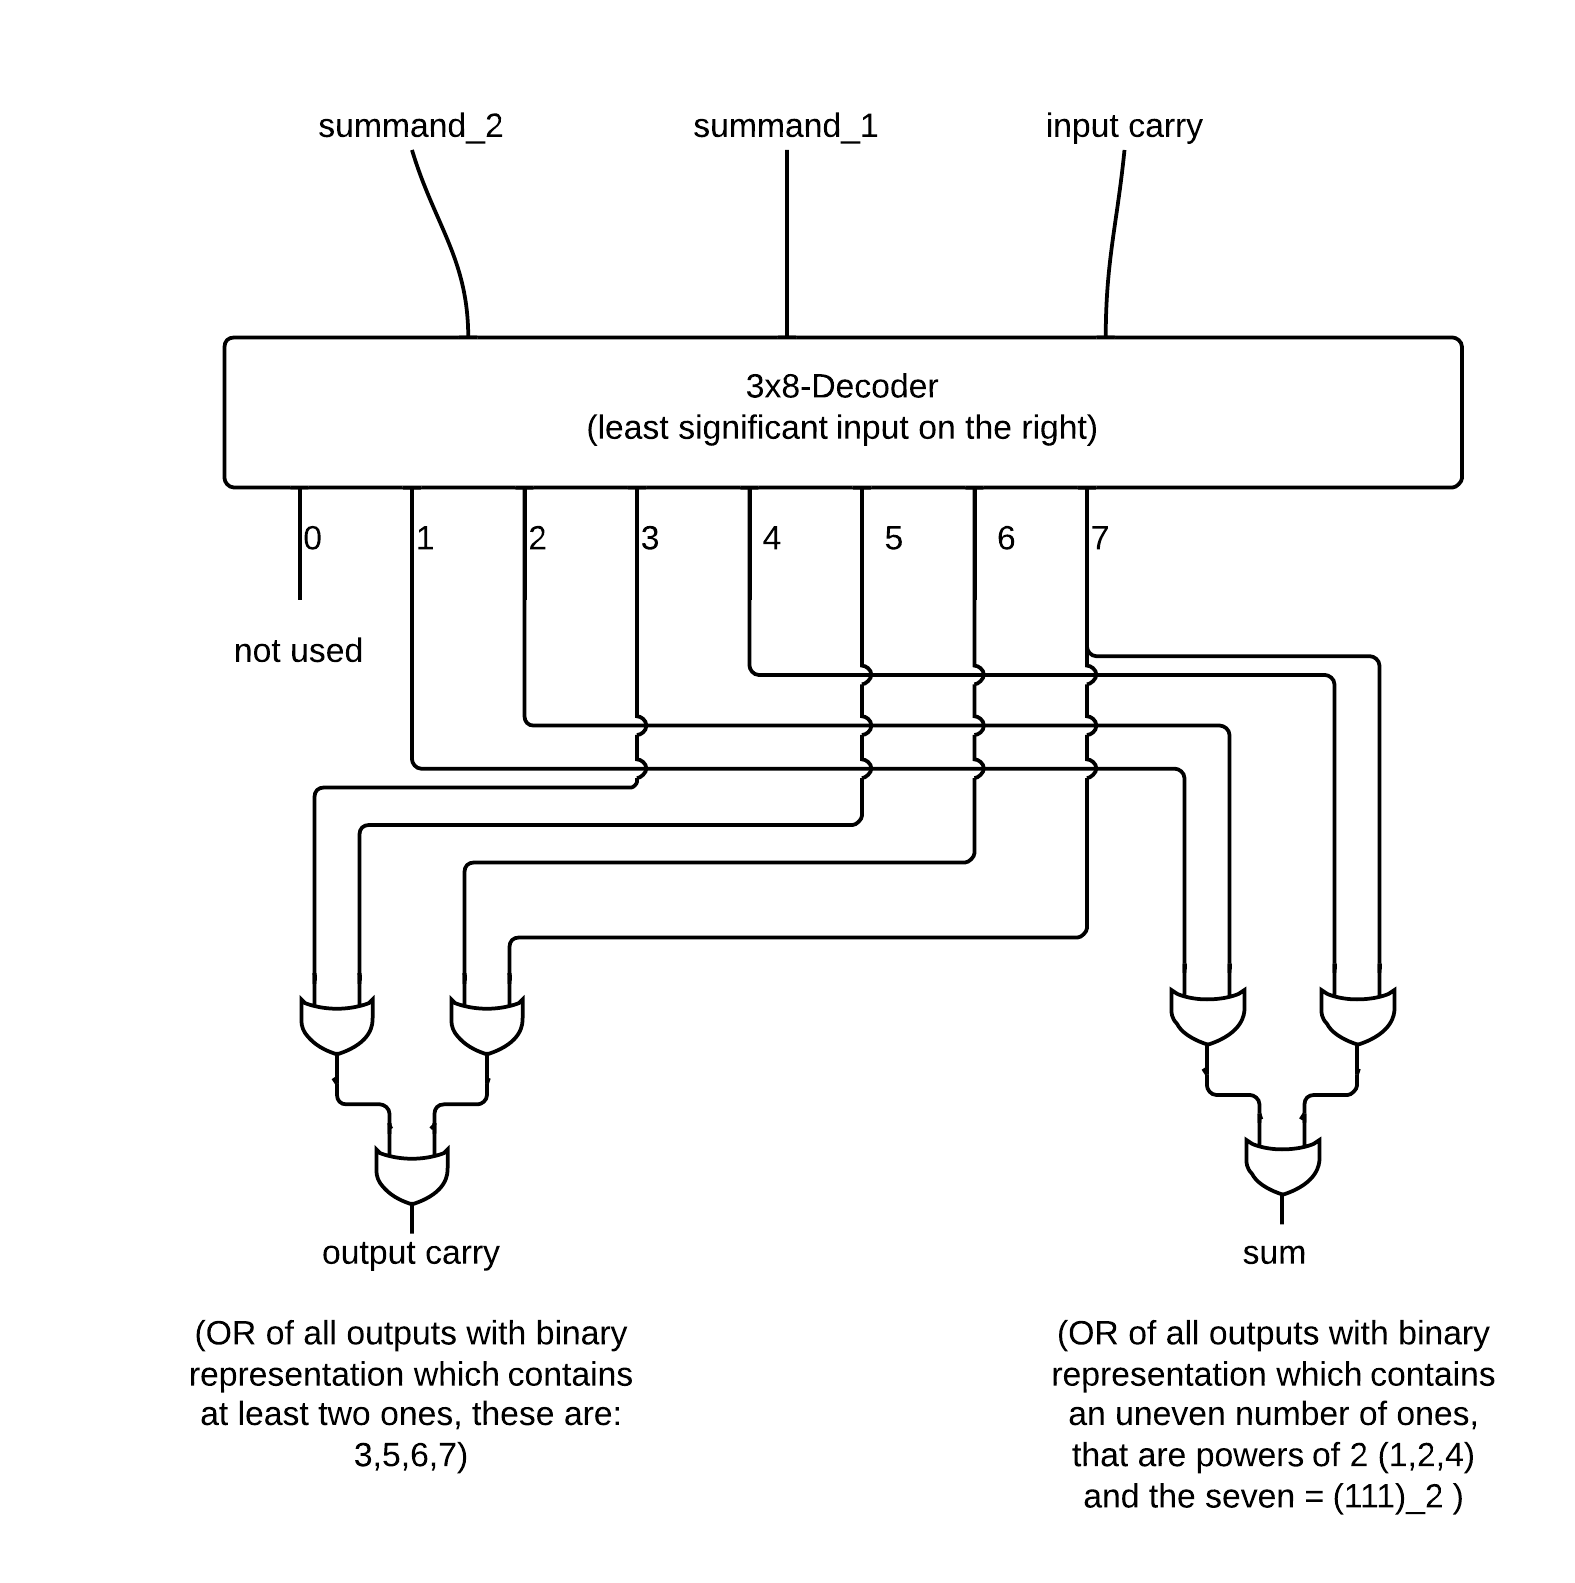 summand_2
summand_1
input carry
3x8-Decoder
(least significant input on the right)
0
1
2
3
4
5
6
7
not used
output carry
sum
(OR of all outputs with binary
representation which contains
at least two ones, these are:
3,5,6,7)
(OR of all outputs with binary
representation which contains
an uneven number of ones,
that are powers of 2 (1,2,4)
and the seven = (111)_2 )